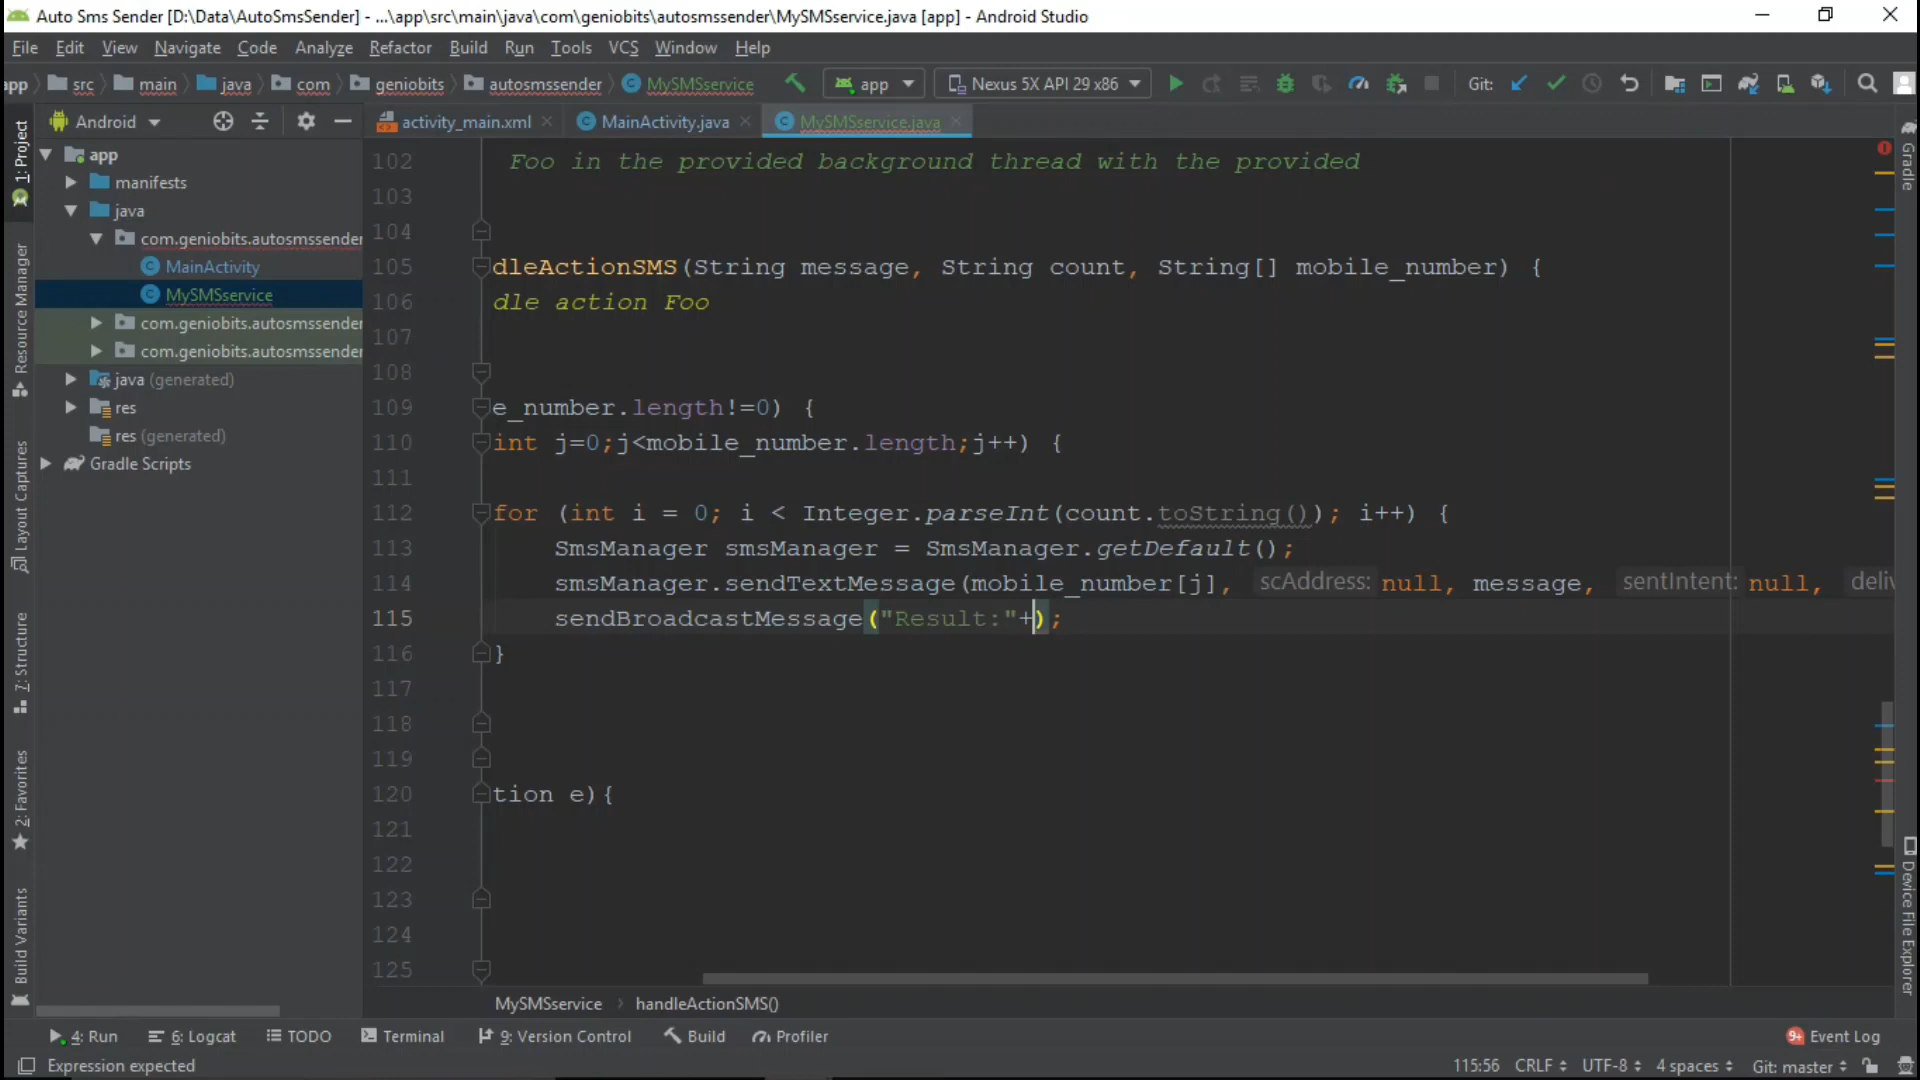 Auto Sms Sender [D:\Data\AutoSmsSender] - ...\app\src\main\java\com\geniobits\autosmssender\MySMSservice.java [app] - Android Studio
File Edit View Navigate Code Analyze Refactor Build Run Tools VCS Window Help
app src main java com geniobits autosmssender MySMSservice app Nexus 5X API 29 x86 Git:
Android
activity_main.xml MainActivity.java MySMSservice.java
1: Project
Resource Manager
Layout Captures
7: Structure
2: Favorites
Build Variants
app
manifests
java
com.geniobits.autosmssender
MainActivity
MySMSservice
com.geniobits.autosmssender
com.geniobits.autosmssender
java (generated)
res
res (generated)
Gradle Scripts
102 Foo in the provided background thread with the provided
103
104
105 dleActionSMS(String message, String count, String[] mobile_number) {
106 dle action Foo
107
108
109 e_number.length!=0) {
110 int j=0;j<mobile_number.length;j++) {
111
112 for (int i = 0; i < Integer.parseInt(count.toString()); i++) {
113 SmsManager smsManager = SmsManager.getDefault();
114 smsManager.sendTextMessage(mobile_number[j], scAddress: null, message, sentIntent: null, deliv
115 sendBroadcastMessage("Result:"+);
116 }
117
118
119
120 tion e){
121
122
123
124
125
Gradle
Device File Explorer
MySMSservice handleActionSMS()
4: Run 6: Logcat TODO Terminal 9: Version Control Build Profiler 9+ Event Log
Expression expected 115:56 CRLF UTF-8 4 spaces Git: master